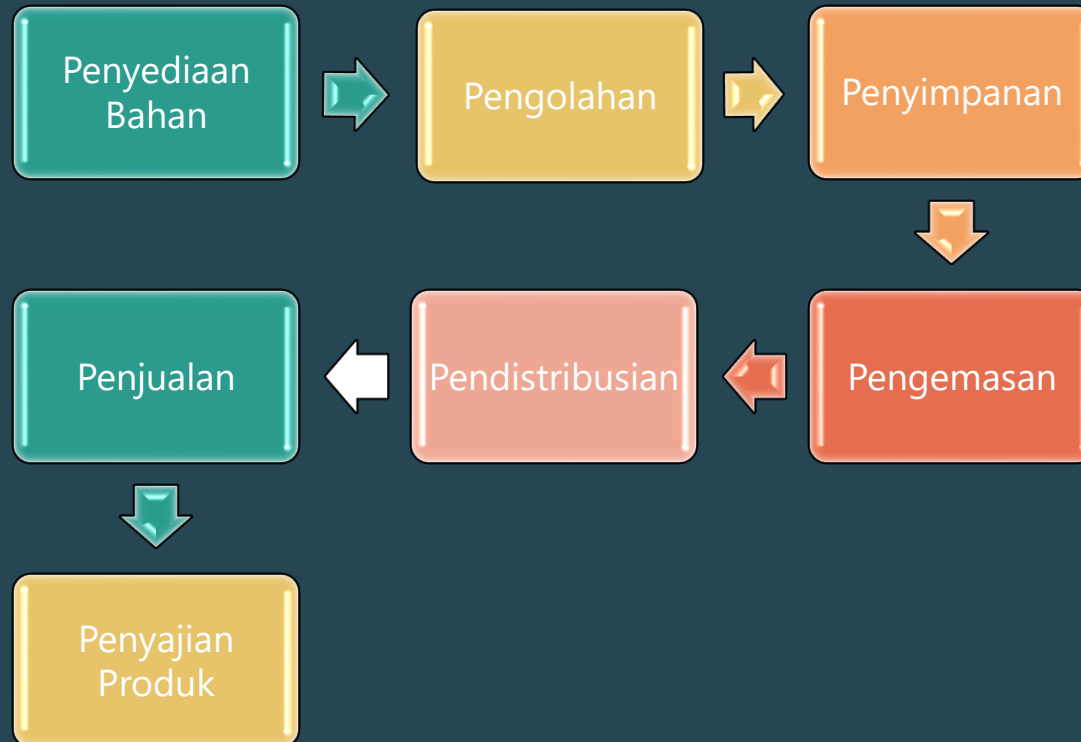 Penyediaan
Bahan
Pengolahan
Penyimpanan
Pengemasan
Pendistribusian
Penjualan
Penyajian
Produk